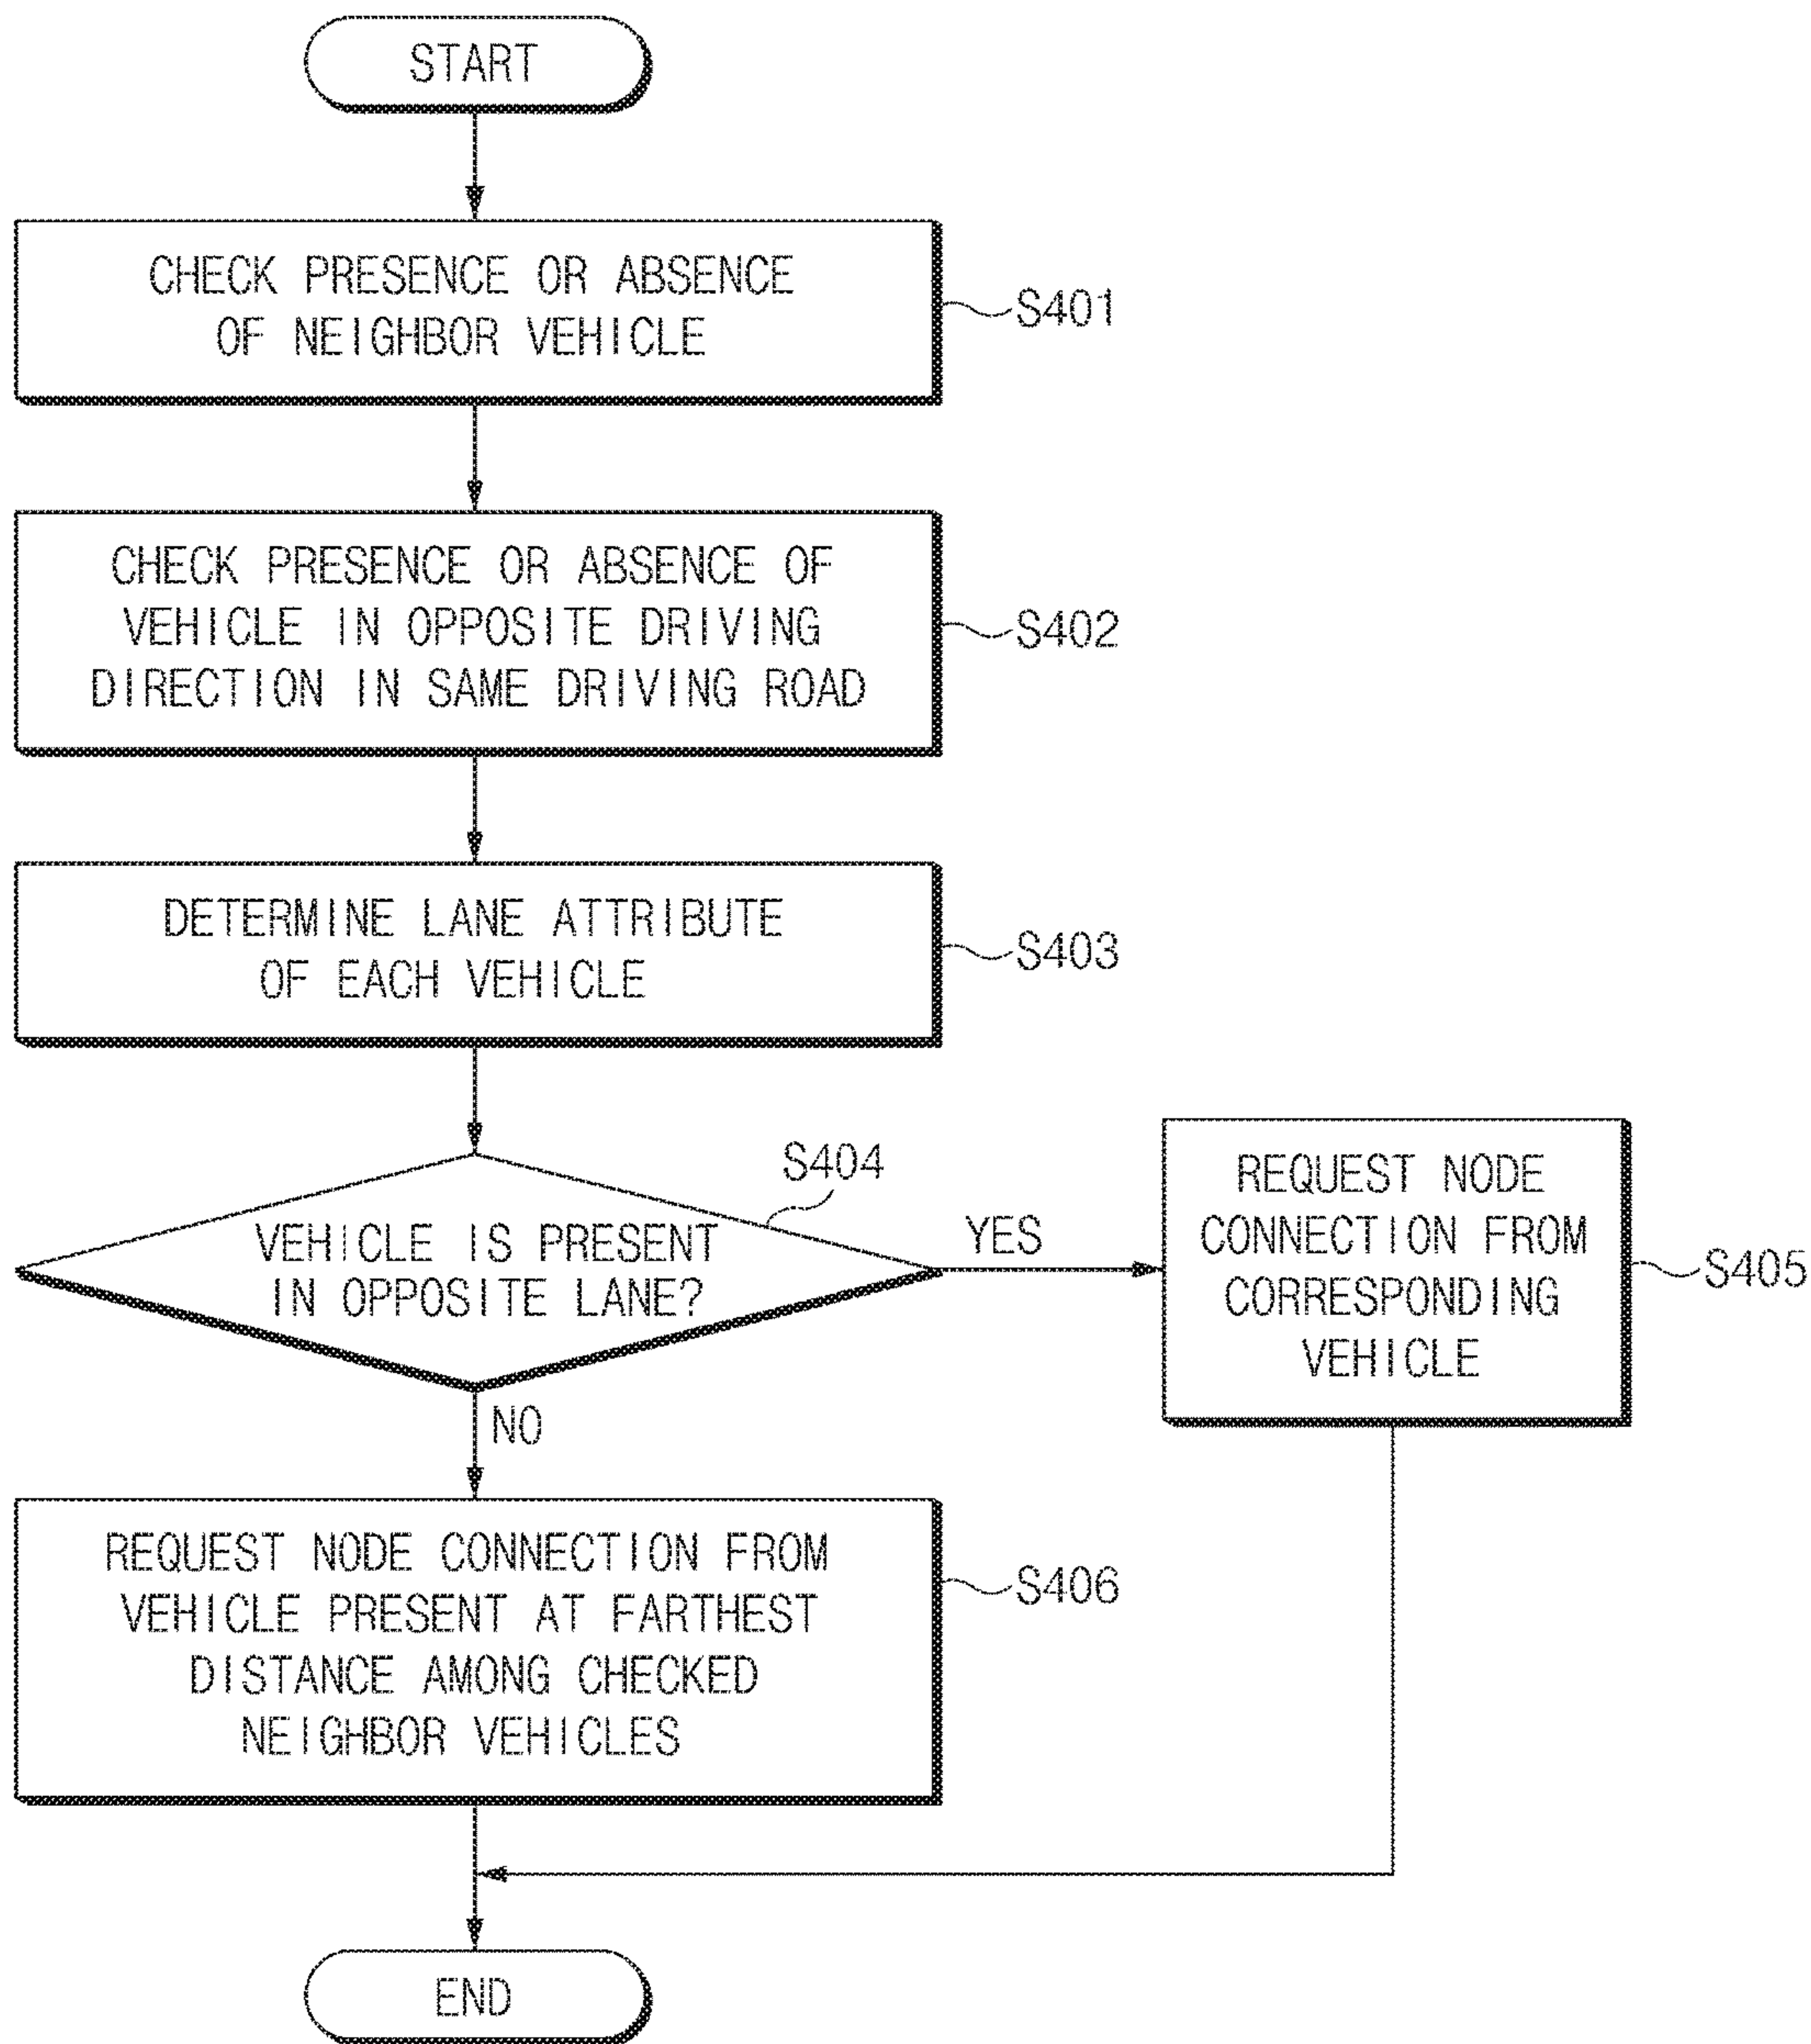 START
CHECK PRESENCE OR ABSENCE
OF NEIGHBOR VEHICLE
S401
CHECK PRESENCE OR ABSENCE OF
VEHICLE IN OPPOSITE DRIVING
DIRECTION IN SAME DRIVING ROAD
S402
DETERMINE LANE ATTRIBUTE
OF EACH VEHICLE
S403
S404
VEHICLE IS PRESENT
IN OPPOSITE LANE?
YES
REQUEST NODE
CONNECTION FROM
CORRESPONDING
VEHICLE
S405
NO
REQUEST NODE CONNECTION FROM
VEHICLE PRESENT AT FARTHEST
DISTANCE AMONG CHECKED
NEIGHBOR VEHICLES
S406
END